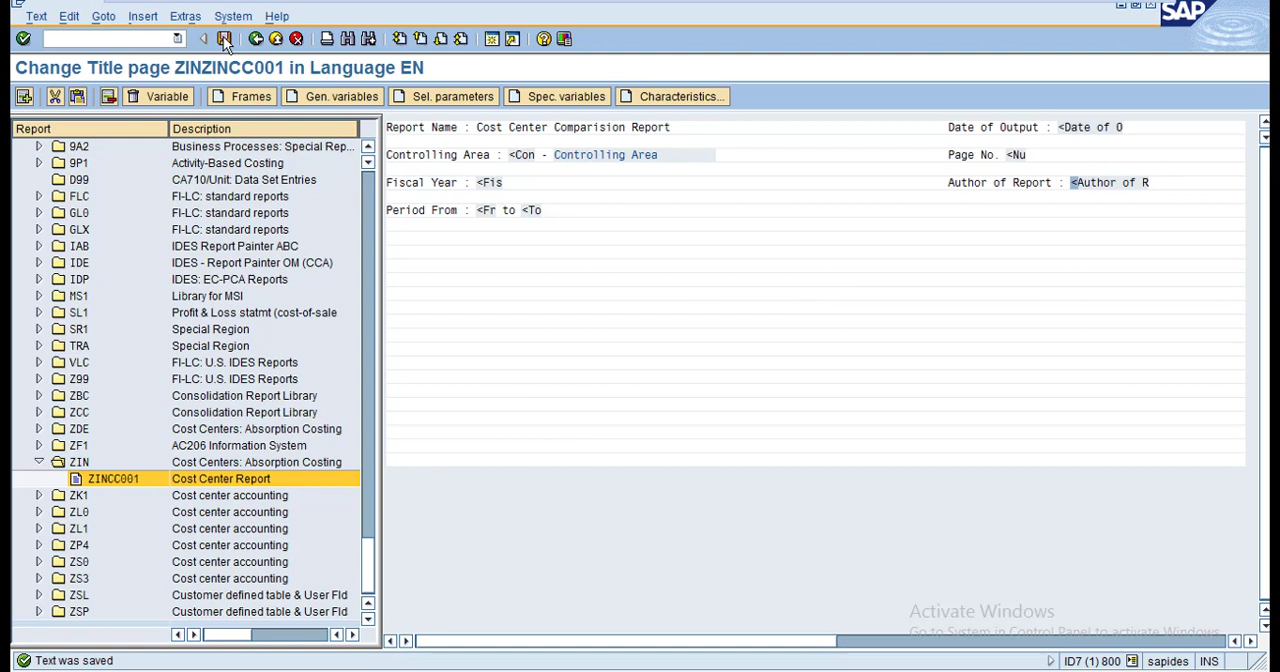 Text Edit Goto Insert Extras System Help
SAP
Change Title page ZINZINCC001 in Language EN
Variable Frames Gen. variables Sel. parameters Spec. variables Characteristics...
Report Description
9A2 Business Processes: Special Rep...
9P1 Activity-Based Costing
D99 CA710/Unit: Data Set Entries
FLC FI-LC: standard reports
GL0 FI-LC: standard reports
GLX FI-LC: standard reports
IAB IDES Report Painter ABC
IDE IDES - Report Painter OM (CCA)
IDP IDES: EC-PCA Reports
MS1 Library for MSI
SL1 Profit & Loss statmt (cost-of-sale
SR1 Special Region
TRA Special Region
VLC FI-LC: U.S. IDES Reports
Z99 FI-LC: U.S. IDES Reports
ZBC Consolidation Report Library
ZCC Consolidation Report Library
ZDE Cost Centers: Absorption Costing
ZF1 AC206 Information System
ZIN Cost Centers: Absorption Costing
ZINCC001 Cost Center Report
ZK1 Cost center accounting
ZL0 Cost center accounting
ZL1 Cost center accounting
ZP4 Cost center accounting
ZS0 Cost center accounting
ZS3 Cost center accounting
ZSL Customer defined table & User Fld
ZSP Customer defined table & User Fld
Report Name : Cost Center Comparision Report Date of Output : <Date of O
Controlling Area : <Con - Controlling Area Page No. <Nu
Fiscal Year : <Fis Author of Report : <Author of R
Period From : <Fr to <To
Activate Windows
Go to System in Control Panel to activate Windows.
Text was saved ID7 (1) 800 sapides INS